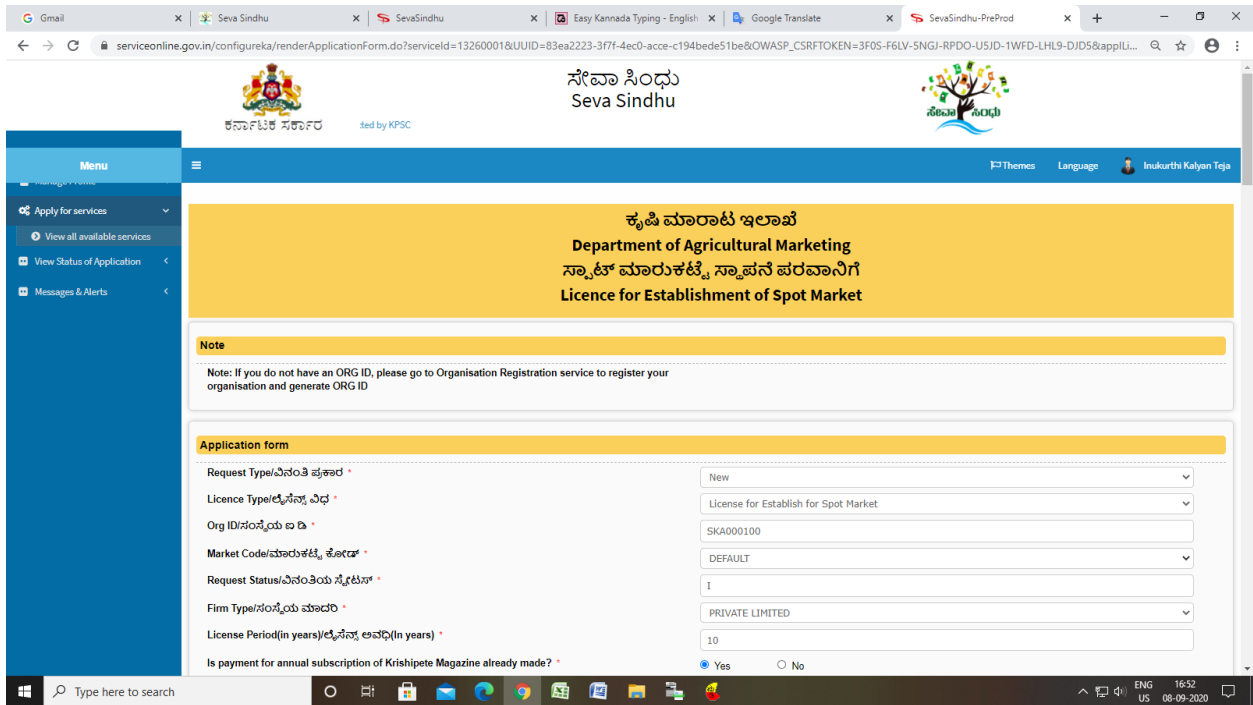 Gmail
Seva Sindhu
SevaSindhu
Easy Kannada Typing - English
Google Translate
SevaSindhu-PreProd
serviceonline.gov.in/configureka/renderApplicationForm.do?serviceId=13260001&UUID=83ea2223-3f7f-4ec0-acce-c194bede51be&OWASP_CSRFTOKEN=3F0S-F6LV-5NGJ-RPDO-U5JD-1WFD-LHL9-DJD5&applLi...
ಕರ್ನಾಟಕ ಸರ್ಕಾರ
:ted by KPSC
ಸೇವಾ ಸಿಂಧು
Seva Sindhu
ಸೇವಾ ಸಿಂಧು
Menu
Themes
Language
Inukurthi Kalyan Teja
Manage Profile
Apply for services
View all available services
View Status of Application
Messages & Alerts
ಕೃಷಿ ಮಾರಾಟ ಇಲಾಖೆ
Department of Agricultural Marketing
ಸ್ಪಾಟ್ ಮಾರುಕಟ್ಟೆ ಸ್ಥಾಪನೆ ಪರವಾನಿಗೆ
Licence for Establishment of Spot Market
Note
Note: If you do not have an ORG ID, please go to Organisation Registration service to register your
organisation and generate ORG ID
Application form
Request Type/ವಿನಂತಿ ಪ್ರಕಾರ *
New
Licence Type/ಲೈಸೆನ್ಸ್ ವಿಧ *
License for Establish for Spot Market
Org ID/ಸಂಸ್ಥೆಯ ಐ ಡಿ *
SKA000100
Market Code/ಮಾರುಕಟ್ಟೆ ಕೋಡ್ *
DEFAULT
Request Status/ವಿನಂತಿಯ ಸ್ಟೇಟಸ್ *
I
Firm Type/ಸಂಸ್ಥೆಯ ಮಾದರಿ *
PRIVATE LIMITED
License Period(in years)/ಲೈಸೆನ್ಸ್ ಅವಧಿ(In years) *
10
Is payment for annual subscription of Krishipete Magazine already made? *
Yes
No
Type here to search
ENG
US
16:52
08-09-2020